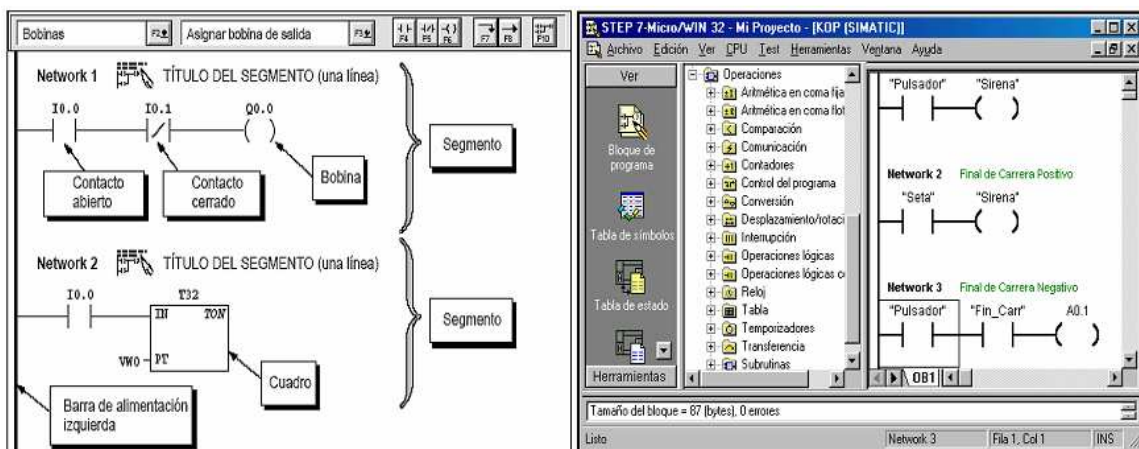 Bobinas F2 Asignar bobina de salida F3 F4 F5 F6 F7 F8 F10
Network 1 TÍTULO DEL SEGMENTO (una línea)
I0.0 I0.1 Q0.0
Segmento
Bobina
Contacto
abierto
Contacto
cerrado
Network 2 TÍTULO DEL SEGMENTO (una línea)
I0.0 T32
IN TON
VW0 PT
Segmento
Cuadro
Barra de alimentación
izquierda
STEP 7-Micro/WIN 32 - Mi Proyecto - [KOP (SIMATIC)]
Archivo Edición Ver CPU Test Herramientas Ventana Ayuda
Ver
Bloque de
programa
Tabla de símbolos
Tabla de estado
Herramientas
Operaciones
Aritmética en coma fija
Aritmética en coma flot
Comparación
Comunicación
Contadores
Control del programa
Conversión
Desplazamiento/rotaci
Interrupción
Operaciones lógicas
Operaciones lógicas c
Reloj
Tabla
Temporizadores
Transferencia
Subrutinas
"Pulsador" "Sirena"
Network 2 Final de Carrera Positivo
"Seta" "Sirena"
Network 3 Final de Carrera Negativo
"Pulsador" "Fin_Carr" A0.1
OB1
Tamaño del bloque = 87 (bytes), 0 errores
Listo Network 3 Fila 1, Col 1 INS